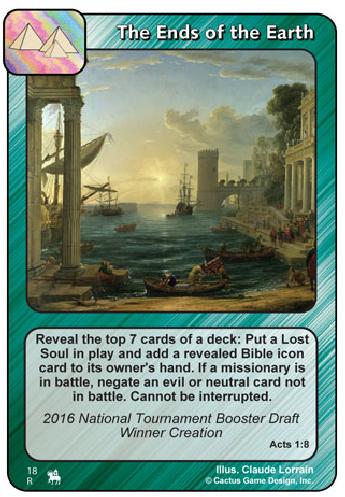 The Ends of the Earth
Reveal the top 7 cards of a deck: Put a Lost
Soul in play and add a revealed Bible icon
card to its owner's hand. If a missionary is
in battle, negate an evil or neutral card not
in battle. Cannot be interrupted.
2016 National Tournament Booster Draft
Winner Creation
Acts 1:8
18
R
Illus. Claude Lorrain
© Cactus Game Design, Inc.